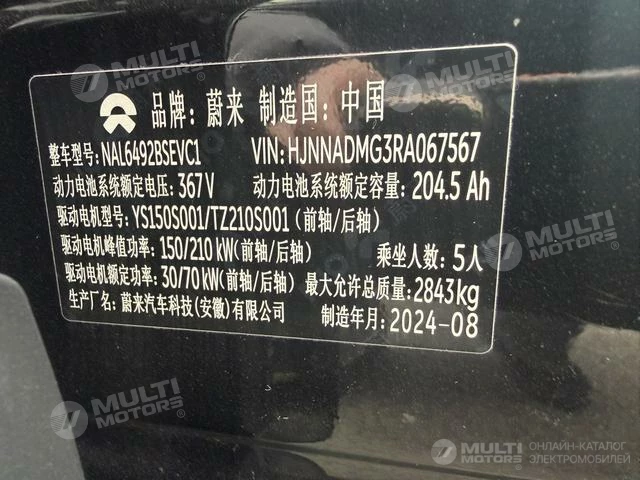 MULTI MOTORS
MULTI MOTORS
品牌: 蔚来 制造国: 中国
整车型号: NAL6492BSEVC1 VIN: HJNNADMG3RA067567
动力电池系统额定电压: 367V 动力电池系统额定容量: 204.5 Ah
驱动电机型号: YS150S001/TZ210S001 (前轴/后轴)
驱动电机峰值功率: 150/210 kW(前轴/后轴) 乘坐人数: 5人
驱动电机额定功率: 30/70 kW(前轴/后轴) 最大允许总质量: 2843kg
生产厂名: 蔚来汽车科技(安徽)有限公司 制造年月: 2024-08
MULTI MOTORS
MULTI MOTORS
MULTI MOTORS
ОНЛАЙН-КАТАЛОГ
ЭЛЕКТРОМОБИЛЕЙ